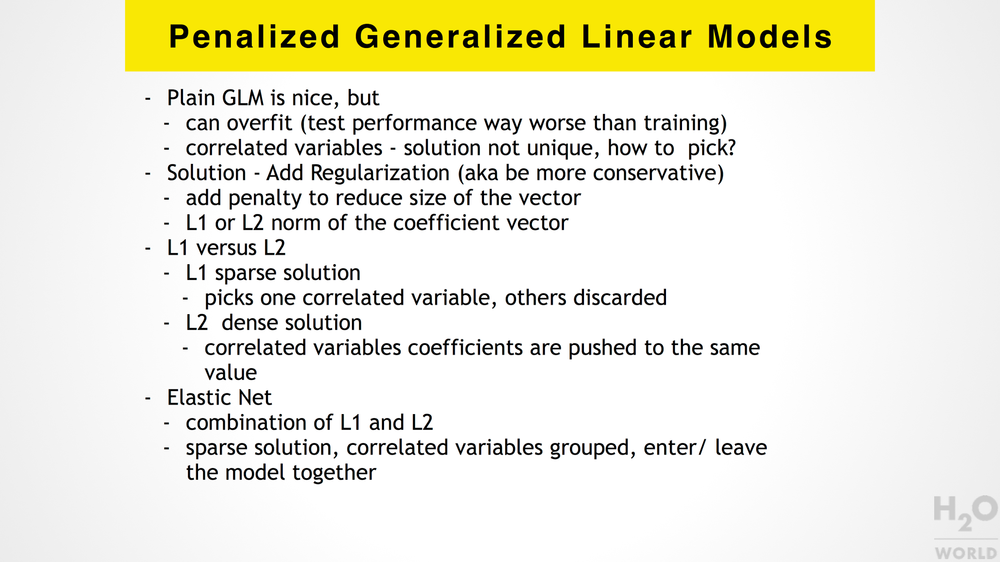 Penalized Generalized Linear Models
- Plain GLM is nice, but
- can overfit (test performance way worse than training)
- correlated variables - solution not unique, how to  pick?
- Solution - Add Regularization (aka be more conservative)
- add penalty to reduce size of the vector
- L1 or L2 norm of the coefficient vector
- L1 versus L2
- L1 sparse solution
- picks one correlated variable, others discarded
- L2  dense solution
- correlated variables coefficients are pushed to the same
value
- Elastic Net
- combination of L1 and L2
- sparse solution, correlated variables grouped, enter/ leave
the model together
H2O
WORLD